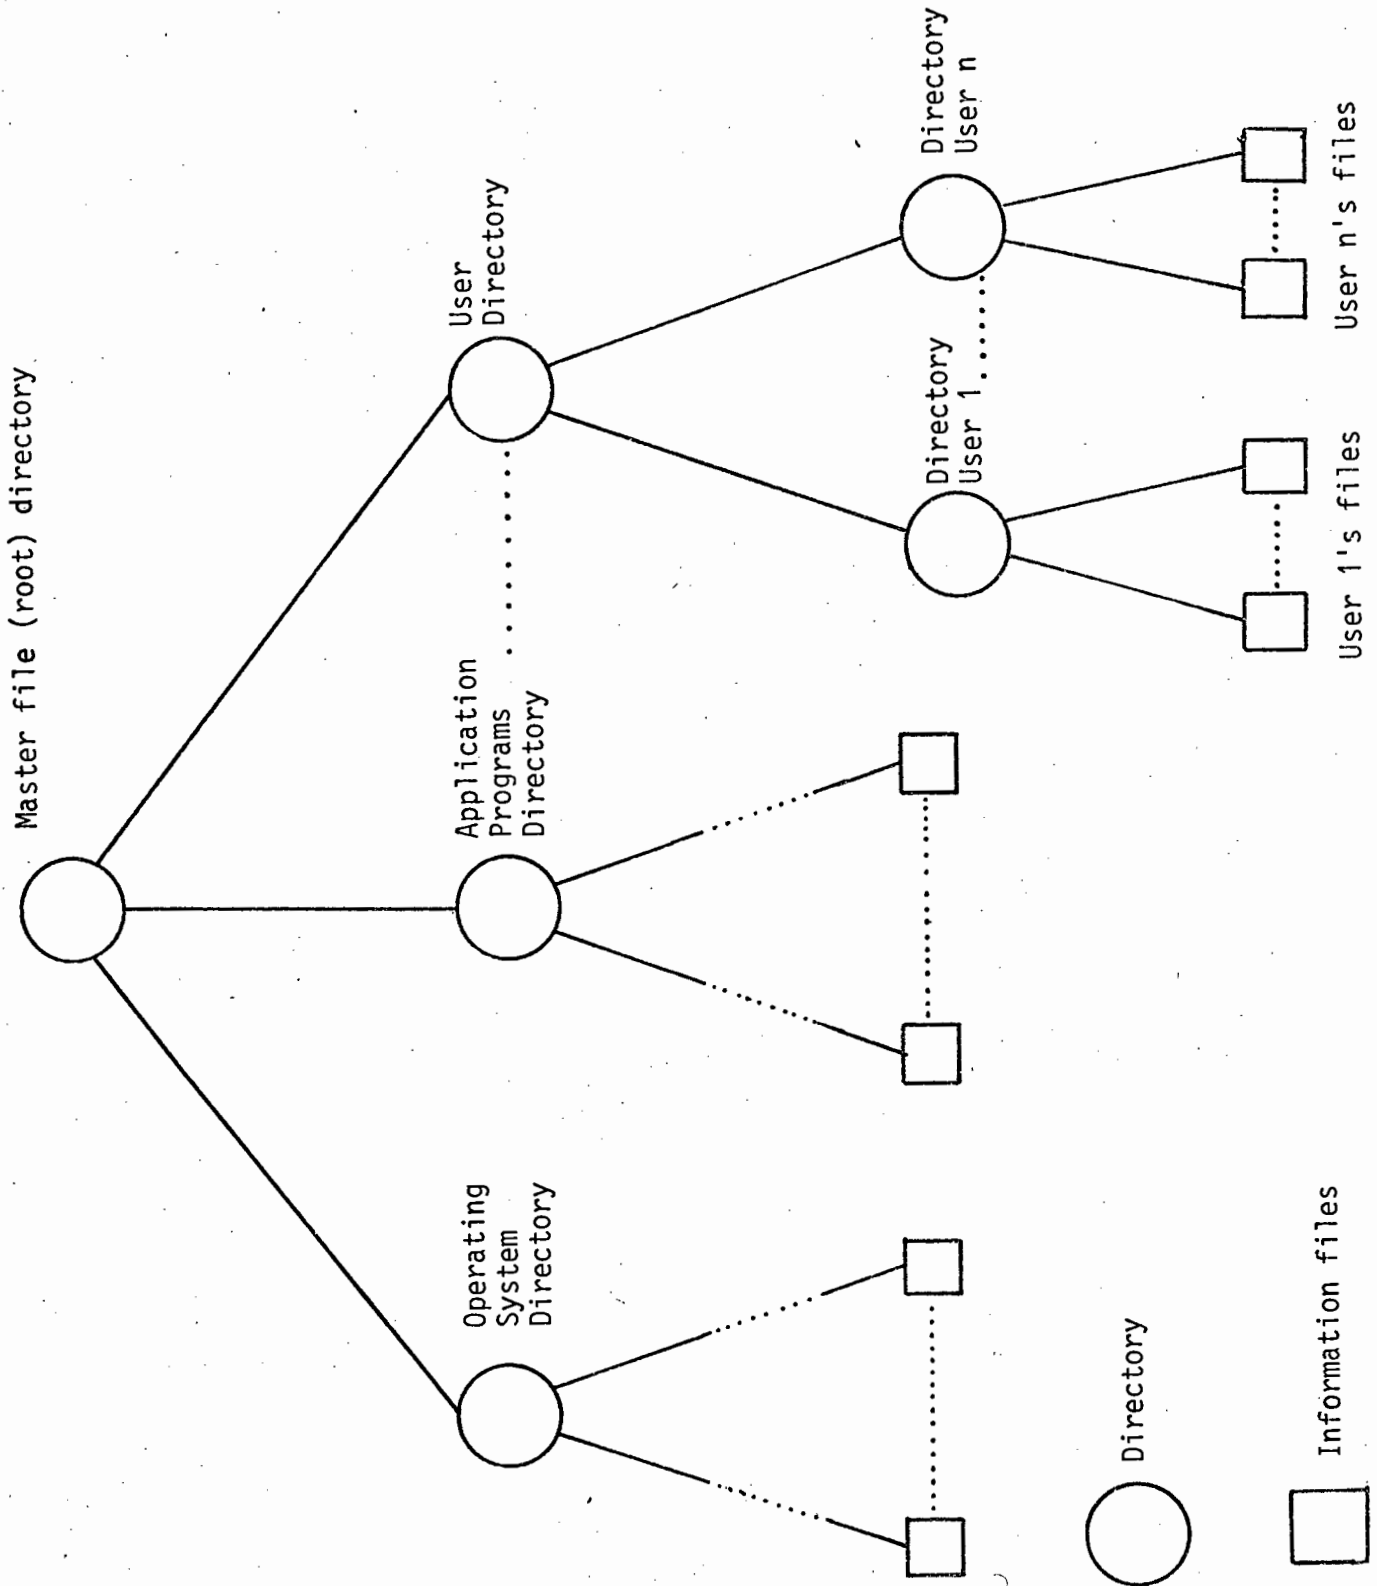 Master file (root) directory
Operating
System
Directory
Application
Programs
Directory
User
Directory
Directory
User 1
Directory
User n
User 1's files
User n's files
Directory
Information files